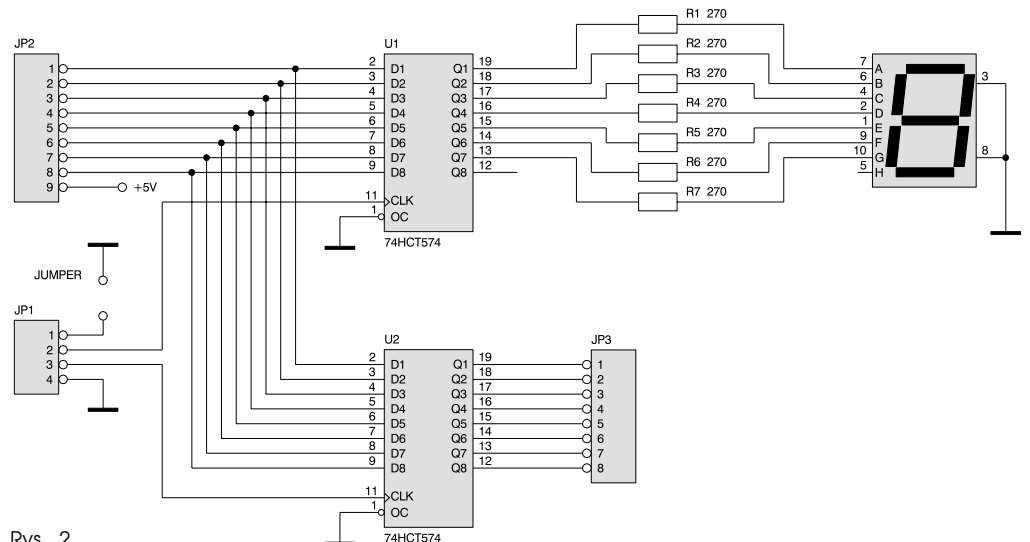 JP2
1
2
3
4
5
6
7
8
9
+5V
JUMPER
JP1
1
2
3
4
U1
2 D1 Q1 19
3 D2 Q2 18
4 D3 Q3 17
5 D4 Q4 16
6 D5 Q5 15
7 D6 Q6 14
8 D7 Q7 13
9 D8 Q8 12
11 CLK
1 OC
74HCT574
R1 270
R2 270
R3 270
R4 270
R5 270
R6 270
R7 270
7 A
6 B
4 C
2 D
1 E
9 F
10 G
5 H
3
8
U2
2 D1 Q1 19
3 D2 Q2 18
4 D3 Q3 17
5 D4 Q4 16
6 D5 Q5 15
7 D6 Q6 14
8 D7 Q7 13
9 D8 Q8 12
11 CLK
1 OC
74HCT574
JP3
1
2
3
4
5
6
7
8
Rys. 2